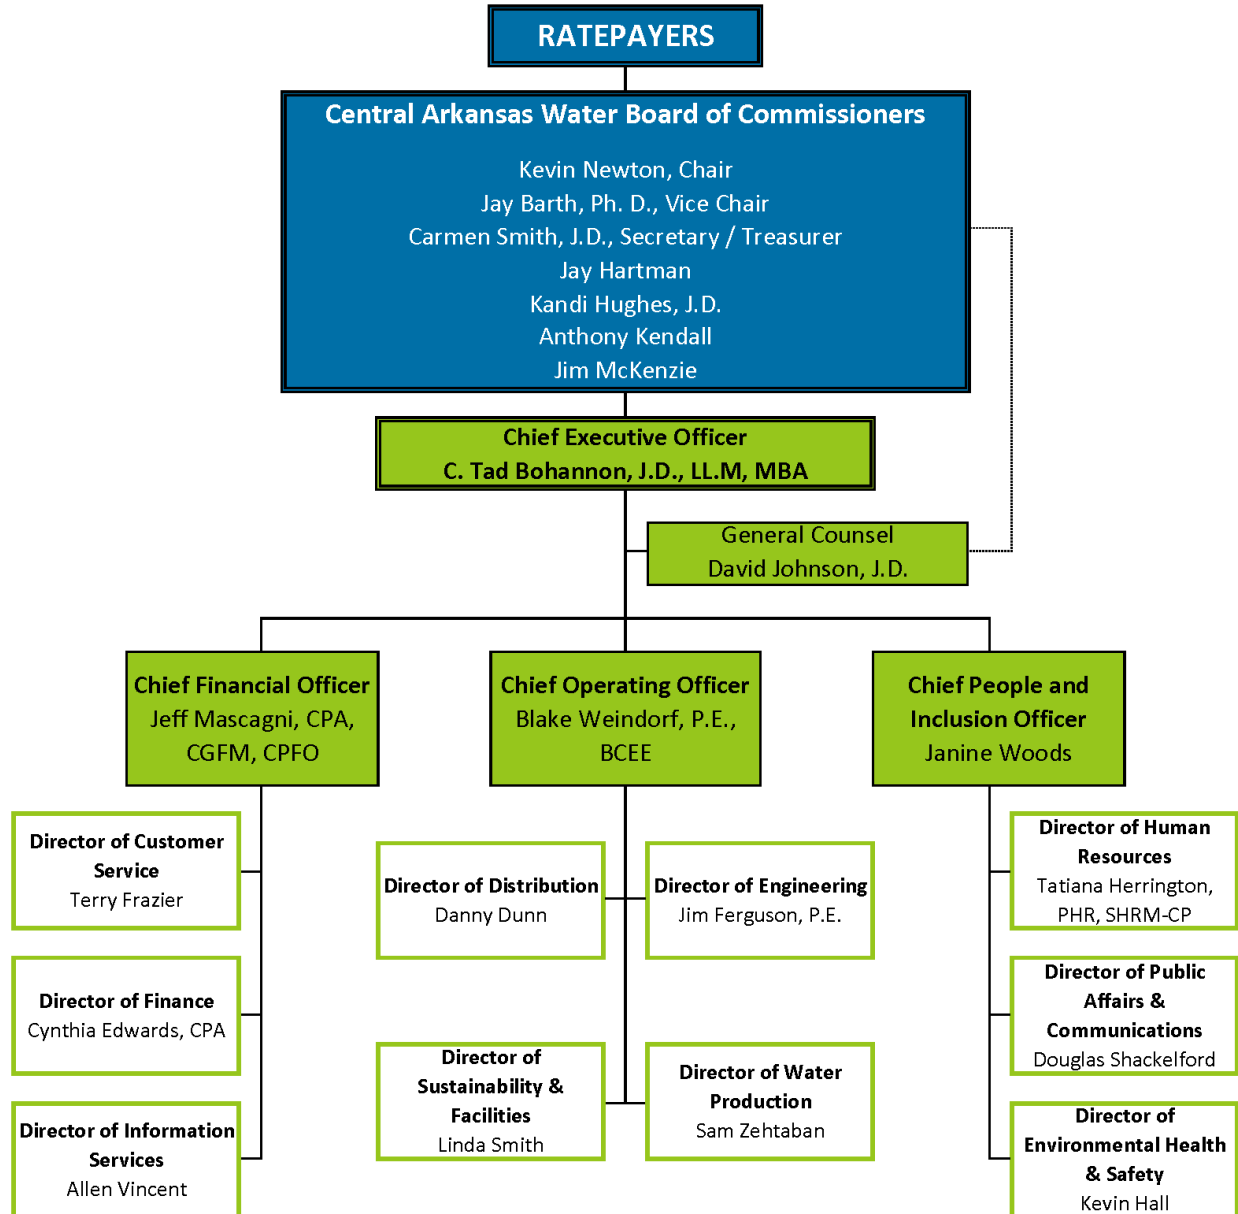 RATEPAYERS
Central Arkansas Water Board of Commissioners
Kevin Newton, Chair
Jay Barth, Ph. D., Vice Chair
Carmen Smith, J.D., Secretary / Treasurer
Jay Hartman
Kandi Hughes, J.D.
Anthony Kendall
Jim McKenzie
Chief Executive Officer
C. Tad Bohannon, J.D., LL.M, MBA
General Counsel
David Johnson, J.D.
Chief Financial Officer
Jeff Mascagni, CPA,
CGFM, CPFO
Chief Operating Officer
Blake Weindorf, P.E.,
BCEE
Chief People and
Inclusion Officer
Janine Woods
Director of Customer
Service
Terry Frazier
Director of Finance
Cynthia Edwards, CPA
Director of Information
Services
Allen Vincent
Director of Distribution
Danny Dunn
Director of Engineering
Jim Ferguson, P.E.
Director of
Sustainability &
Facilities
Linda Smith
Director of Water
Production
Sam Zehtaban
Director of Human
Resources
Tatiana Herrington,
PHR, SHRM-CP
Director of Public
Affairs &
Communications
Douglas Shackelford
Director of
Environmental Health
& Safety
Kevin Hall